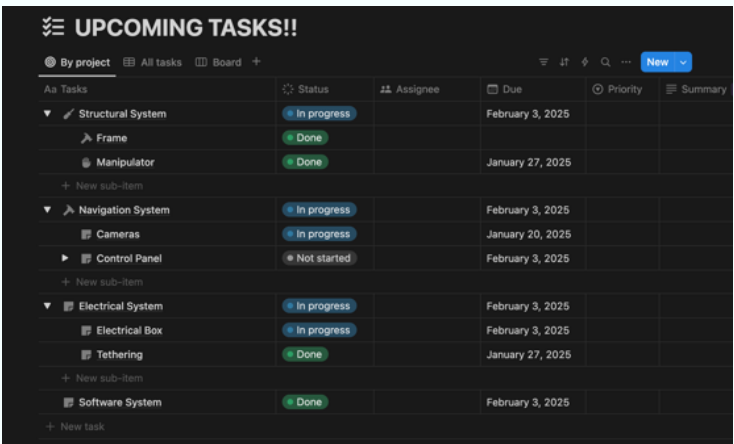 UPCOMING TASKS!!
By project All tasks Board +
New
Aa Tasks Status Assignee Due Priority Summary
Structural System In progress February 3, 2025
Frame Done
Manipulator Done January 27, 2025
+ New sub-item
Navigation System In progress February 3, 2025
Cameras In progress January 20, 2025
Control Panel Not started February 3, 2025
+ New sub-item
Electrical System In progress February 3, 2025
Electrical Box In progress February 3, 2025
Tethering Done January 27, 2025
+ New sub-item
Software System Done February 3, 2025
+ New task